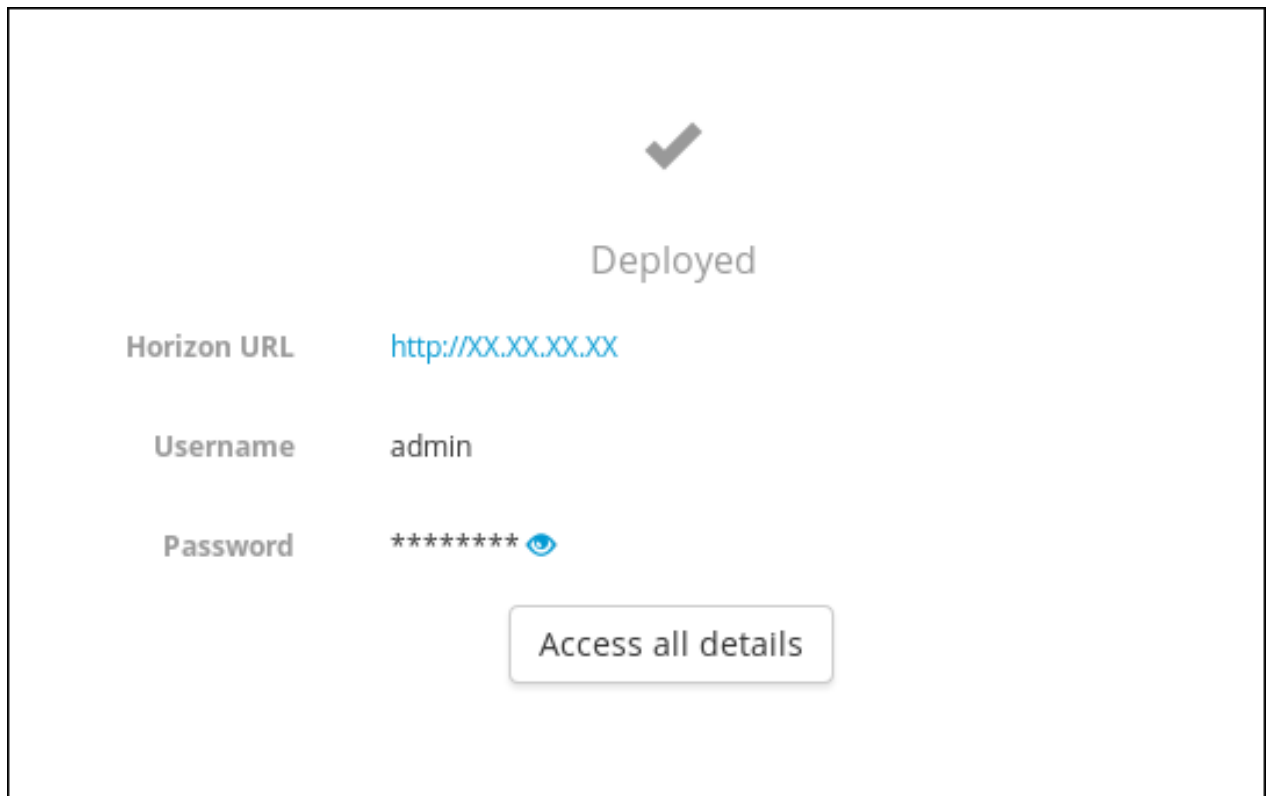 Deployed
Horizon URL http://XX.XX.XX.XX
Username admin
Password ********
Access all details